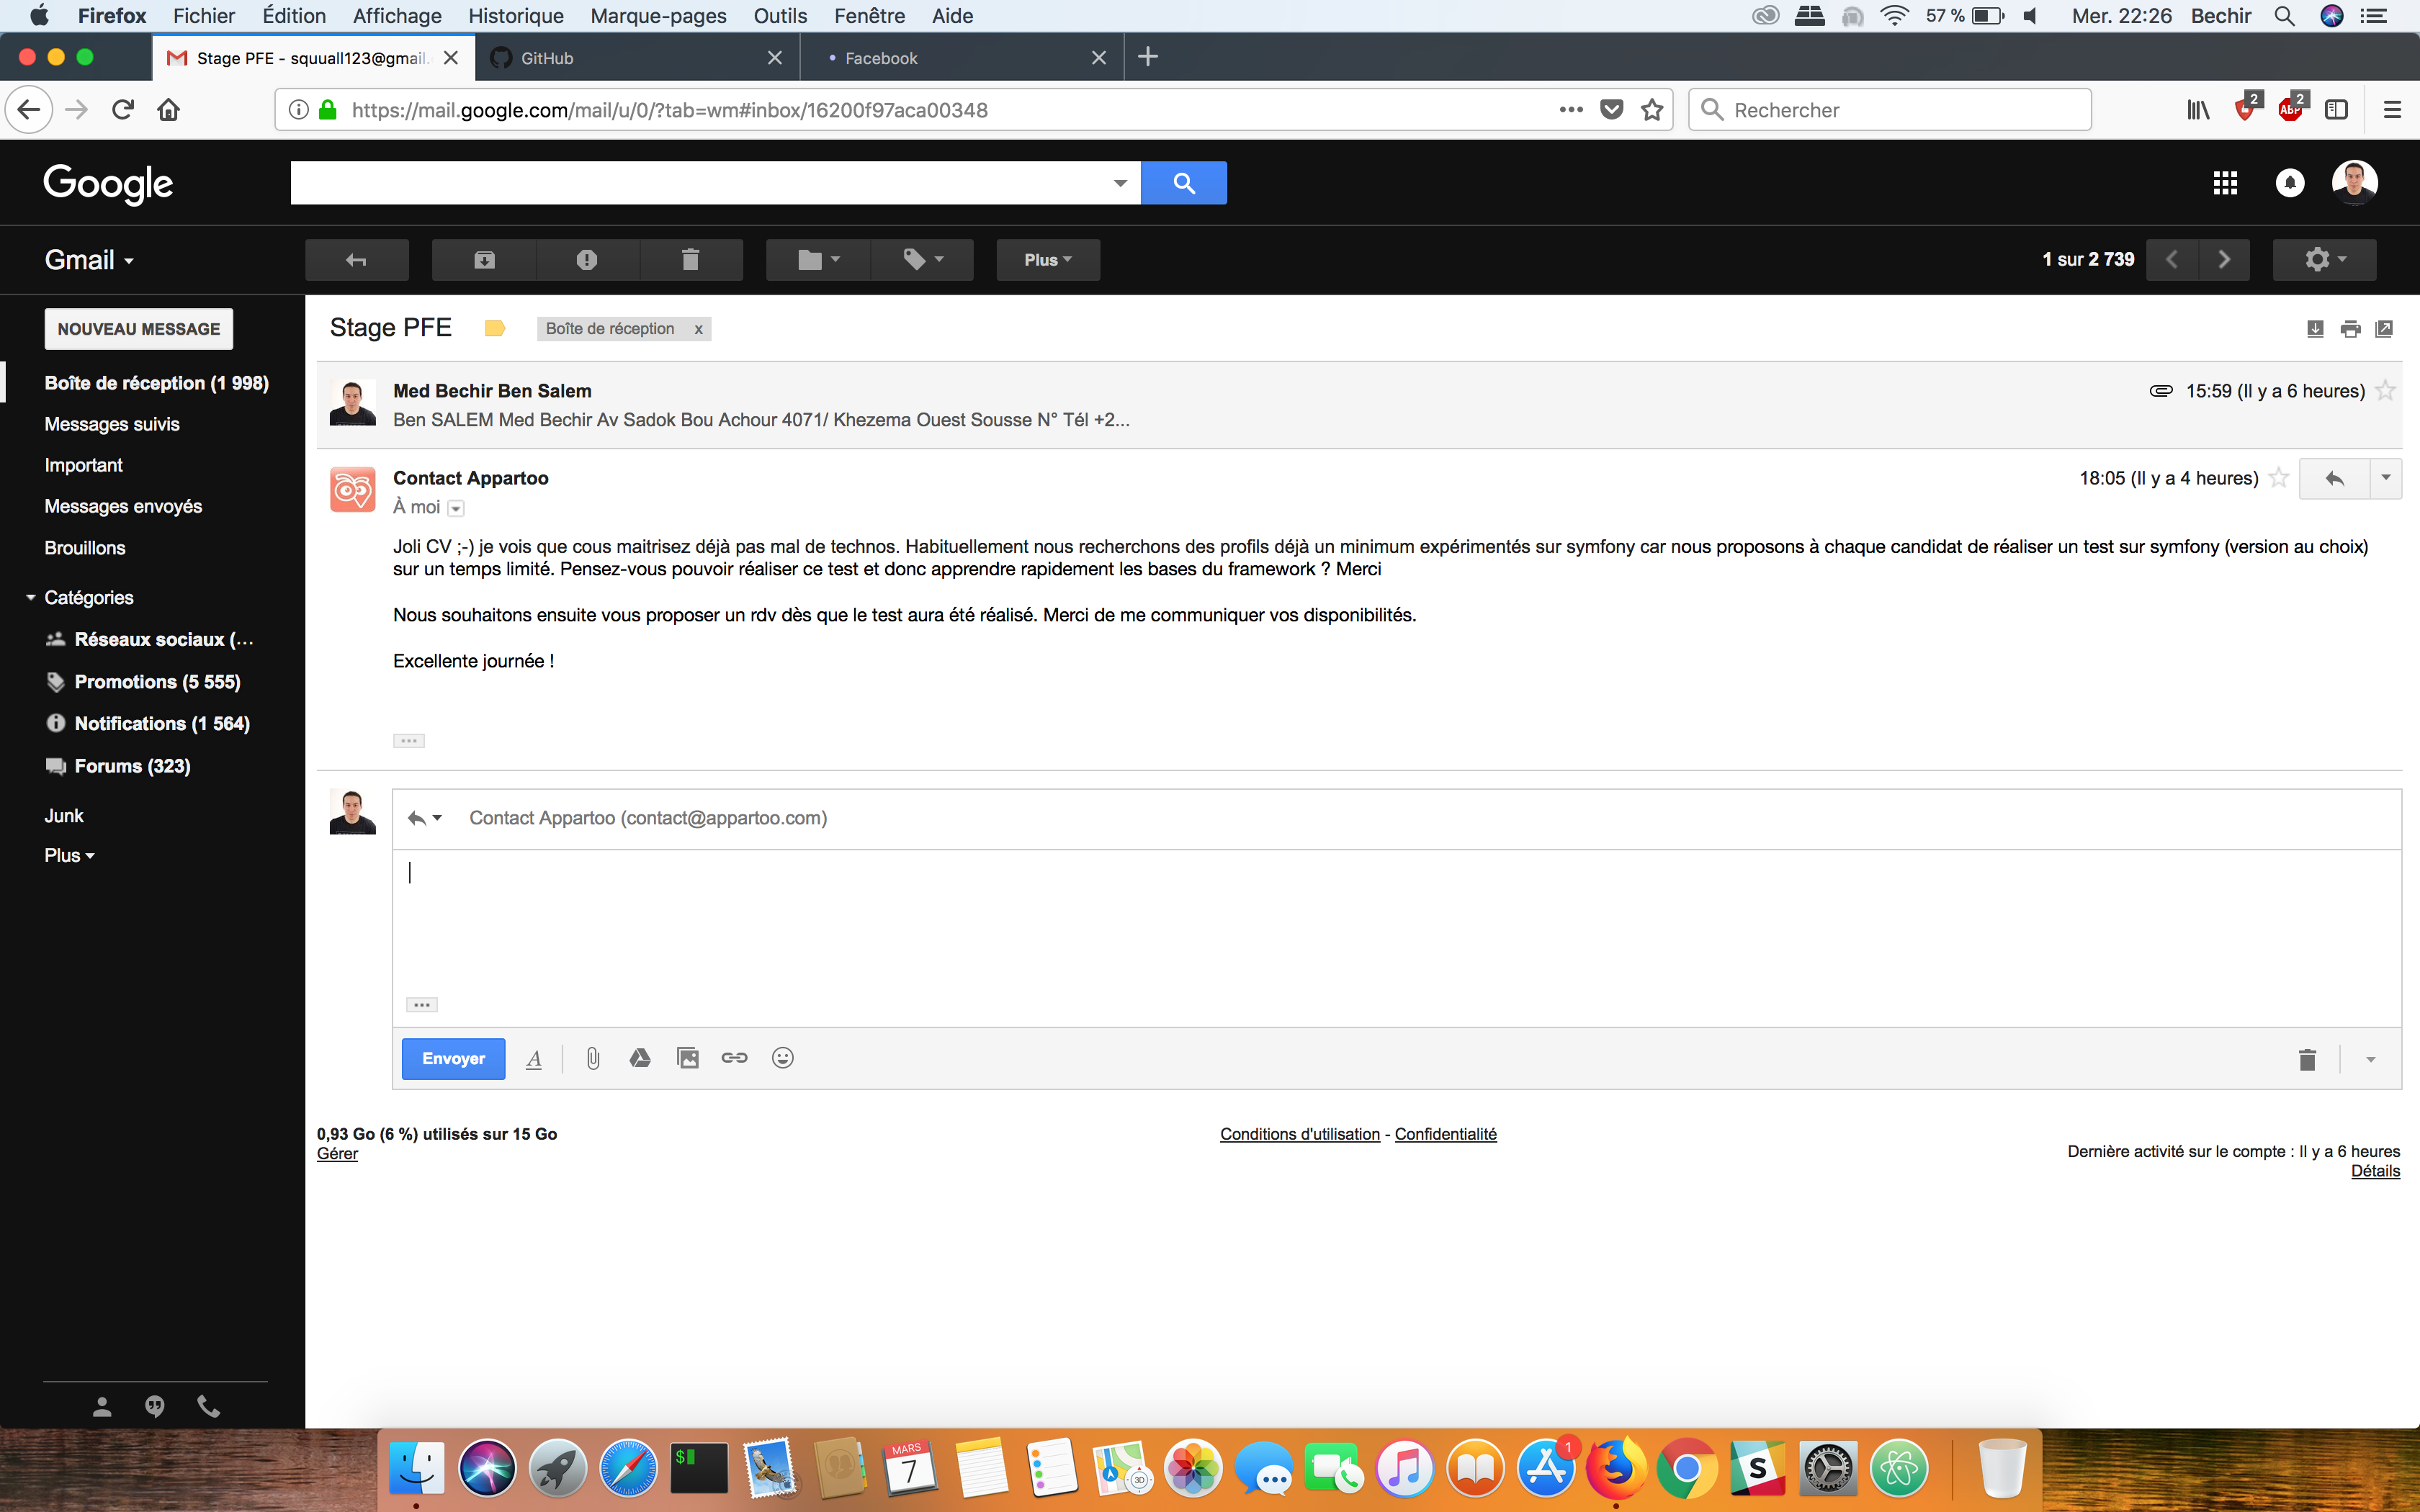 Firefox Fichier Édition Affichage Historique Marque-pages Outils Fenêtre Aide 57 % Mer. 22:26 Bechir
Stage PFE - squuall123@gmail. GitHub Facebook
https://mail.google.com/mail/u/0/?tab=wm#inbox/16200f97aca00348 Rechercher 2 ABP 2
Google
Gmail Plus 1 sur 2 739
NOUVEAU MESSAGE
Boîte de réception (1 998)
Messages suivis
Important
Messages envoyés
Brouillons
Catégories
Réseaux sociaux (...
Promotions (5 555)
Notifications (1 564)
Forums (323)
Junk
Plus
Stage PFE Boîte de réception x
Med Bechir Ben Salem 15:59 (Il y a 6 heures)
Ben SALEM Med Bechir Av Sadok Bou Achour 4071/ Khezema Ouest Sousse N° Tél +2...
Contact Appartoo 18:05 (Il y a 4 heures)
À moi
Joli CV ;-) je vois que cous maitrisez déjà pas mal de technos. Habituellement nous recherchons des profils déjà un minimum expérimentés sur symfony car nous proposons à chaque candidat de réaliser un test sur symfony (version au choix)
sur un temps limité. Pensez-vous pouvoir réaliser ce test et donc apprendre rapidement les bases du framework ? Merci
Nous souhaitons ensuite vous proposer un rdv dès que le test aura été réalisé. Merci de me communiquer vos disponibilités.
Excellente journée !
Contact Appartoo (contact@appartoo.com)
Envoyer A
0,93 Go (6 %) utilisés sur 15 Go
Gérer
Conditions d'utilisation - Confidentialité
Dernière activité sur le compte : Il y a 6 heures
Détails
$ MARS 7 3D 1 S